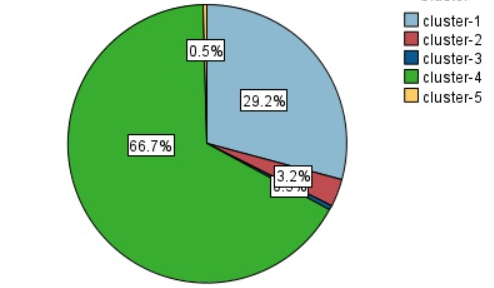 cluster-1
cluster-2
cluster-3
cluster-4
cluster-5
0.5%
29.2%
66.7%
3.2%